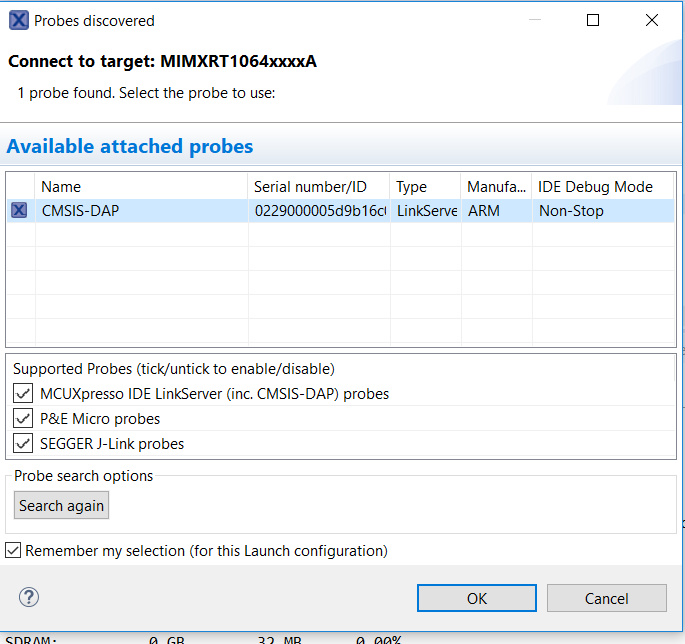 Probes discovered
Connect to target: MIMXRT1064xxxxA
1 probe found. Select the probe to use:
Available attached probes
Name Serial number/ID Type Manufa... IDE Debug Mode
CMSIS-DAP 0229000005d9b16c LinkServe ARM Non-Stop
Supported Probes (tick/untick to enable/disable)
MCUXpresso IDE LinkServer (inc. CMSIS-DAP) probes
P&E Micro probes
SEGGER J-Link probes
Probe search options
Search again
Remember my selection (for this Launch configuration)
?
OK Cancel
SDRAM: 0 GB 32 MB 0.00%